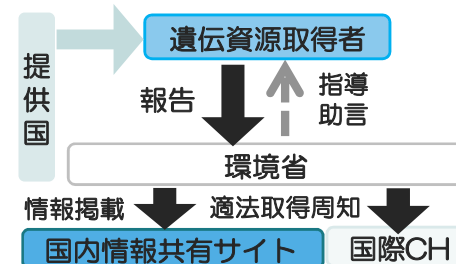 遺伝資源取得者
提供国
報告
指導
助言
環境省
情報掲載
適法取得周知
国内情報共有サイト
国際CH